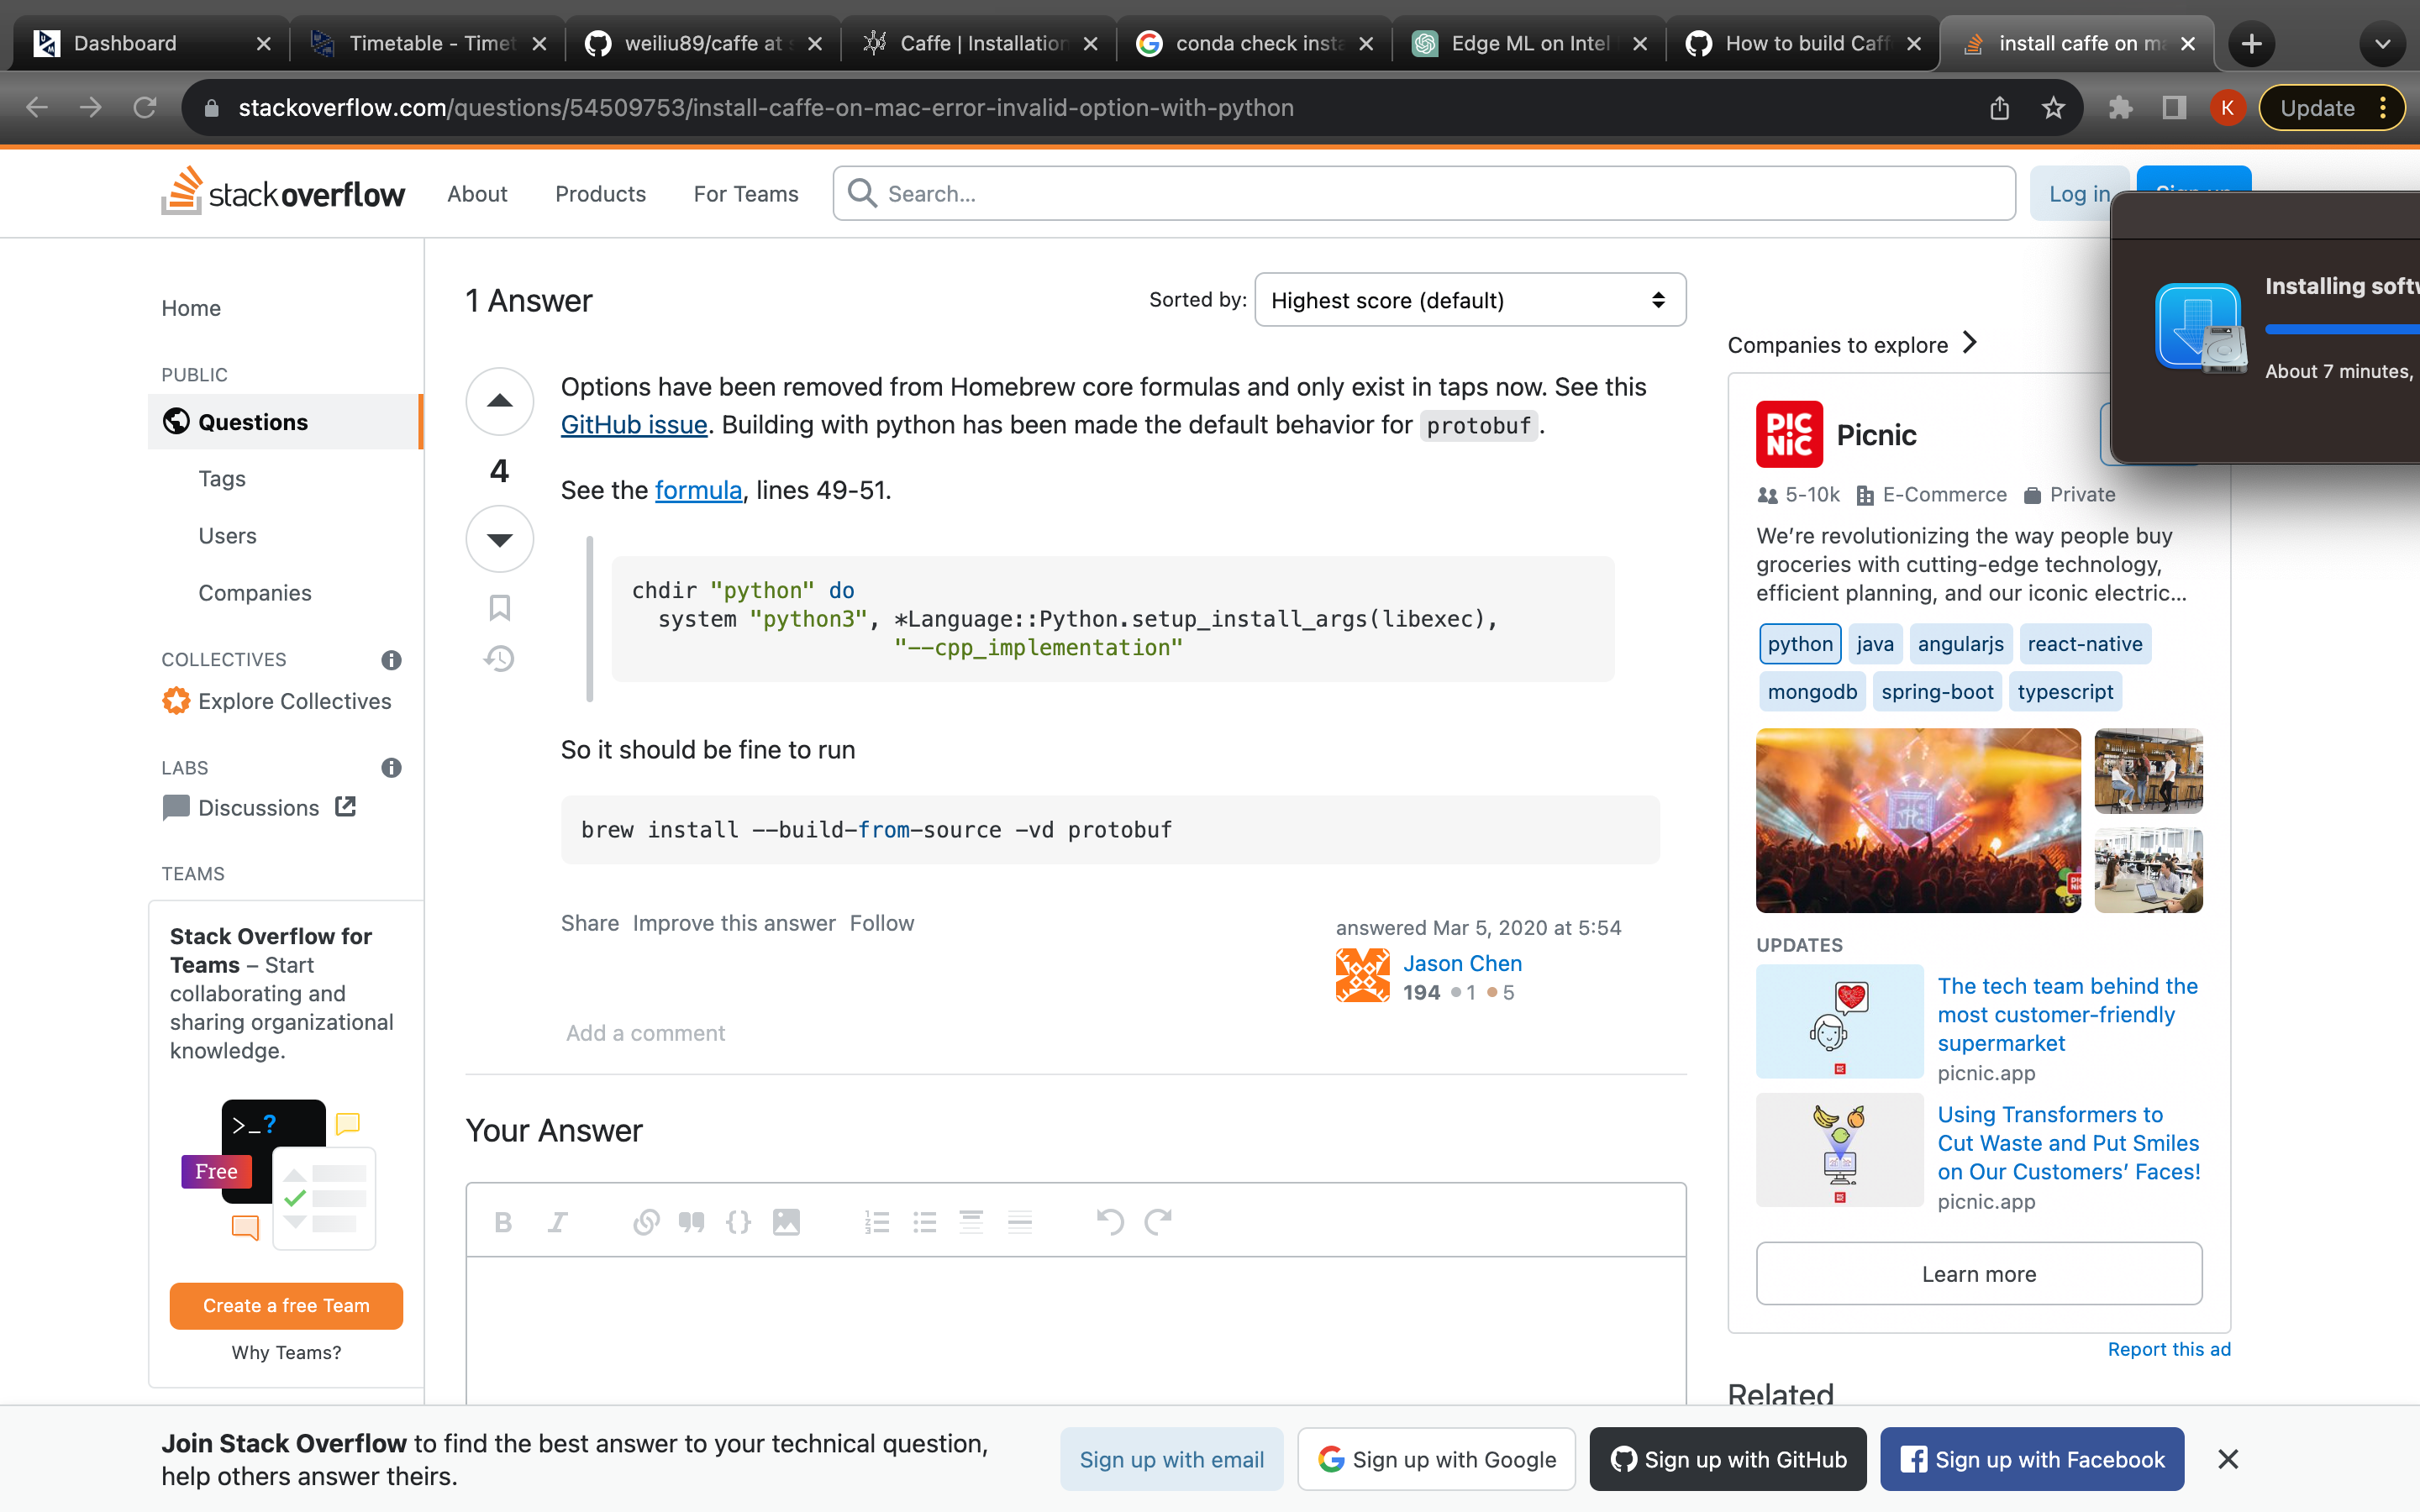 Dashboard
Timetable - Timet
weiliu89/caffe at s
Caffe | Installation
conda check insta
Edge ML on Intel
How to build Caff
install caffe on ma
stackoverflow.com/questions/54509753/install-caffe-on-mac-error-invalid-option-with-python
K
Update
stackoverflow
About
Products
For Teams
Search...
Log in
Installing softw
About 7 minutes,
Home
PUBLIC
Questions
Tags
Users
Companies
COLLECTIVES
Explore Collectives
LABS
Discussions
TEAMS
Stack Overflow for
Teams – Start
collaborating and
sharing organizational
knowledge.
>_?
Free
Create a free Team
Why Teams?
1 Answer
Sorted by:
Highest score (default)
4
Options have been removed from Homebrew core formulas and only exist in taps now. See this
GitHub issue. Building with python has been made the default behavior for protobuf.
See the formula, lines 49-51.
chdir "python" do
system "python3", *Language::Python.setup_install_args(libexec),
"--cpp_implementation"
So it should be fine to run
brew install --build-from-source -vd protobuf
Share Improve this answer Follow
answered Mar 5, 2020 at 5:54
Jason Chen
194 1 5
Add a comment
Your Answer
Companies to explore
PIC
NIC
Picnic
5-10k E-Commerce Private
We’re revolutionizing the way people buy
groceries with cutting-edge technology,
efficient planning, and our iconic electric...
python java angularjs react-native
mongodb spring-boot typescript
UPDATES
The tech team behind the
most customer-friendly
supermarket
picnic.app
Using Transformers to
Cut Waste and Put Smiles
on Our Customers’ Faces!
picnic.app
Learn more
Report this ad
Related
Join Stack Overflow to find the best answer to your technical question,
help others answer theirs.
Sign up with email
Sign up with Google
Sign up with GitHub
Sign up with Facebook